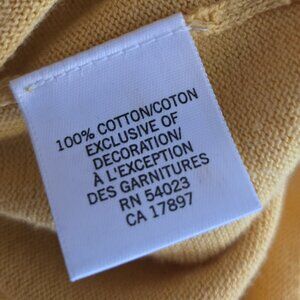 100% COTTON/COTON
EXCLUSIVE OF
DECORATION/
À L'EXCEPTION
DES GARNITURES
RN 54023
CA 17897